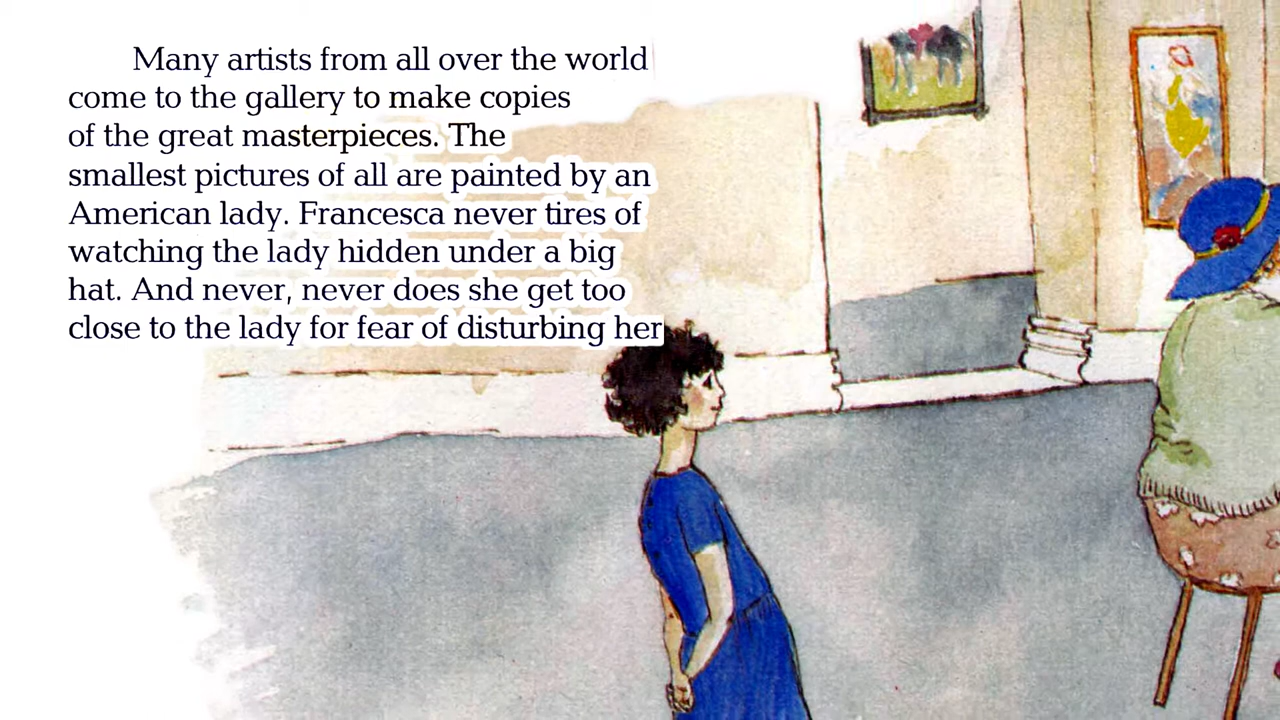 Many artists from all over the world
come to the gallery to make copies
of the great masterpieces. The
smallest pictures of all are painted by an
American lady. Francesca never tires of
watching the lady hidden under a big
hat. And never, never does she get too
close to the lady for fear of disturbing her